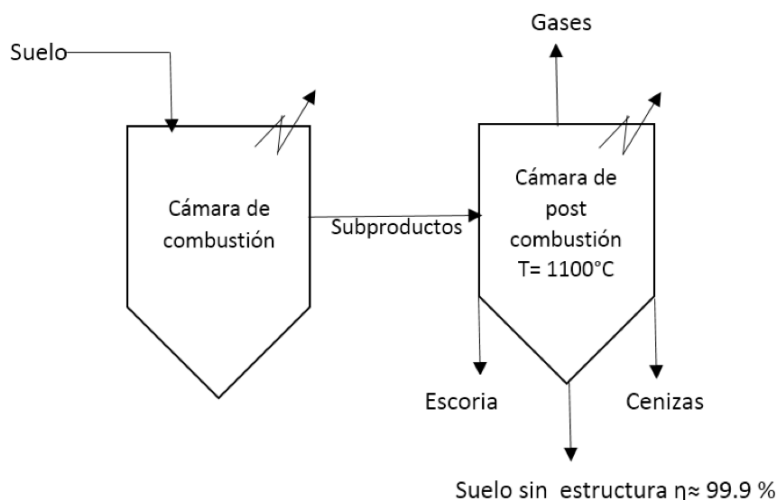 Gases
Suelo
Cámara de
combustión
Subproductos
Cámara de
post
combustión
T= 1100°C
Escoria
Cenizas
Suelo sin estructura η≈ 99.9 %